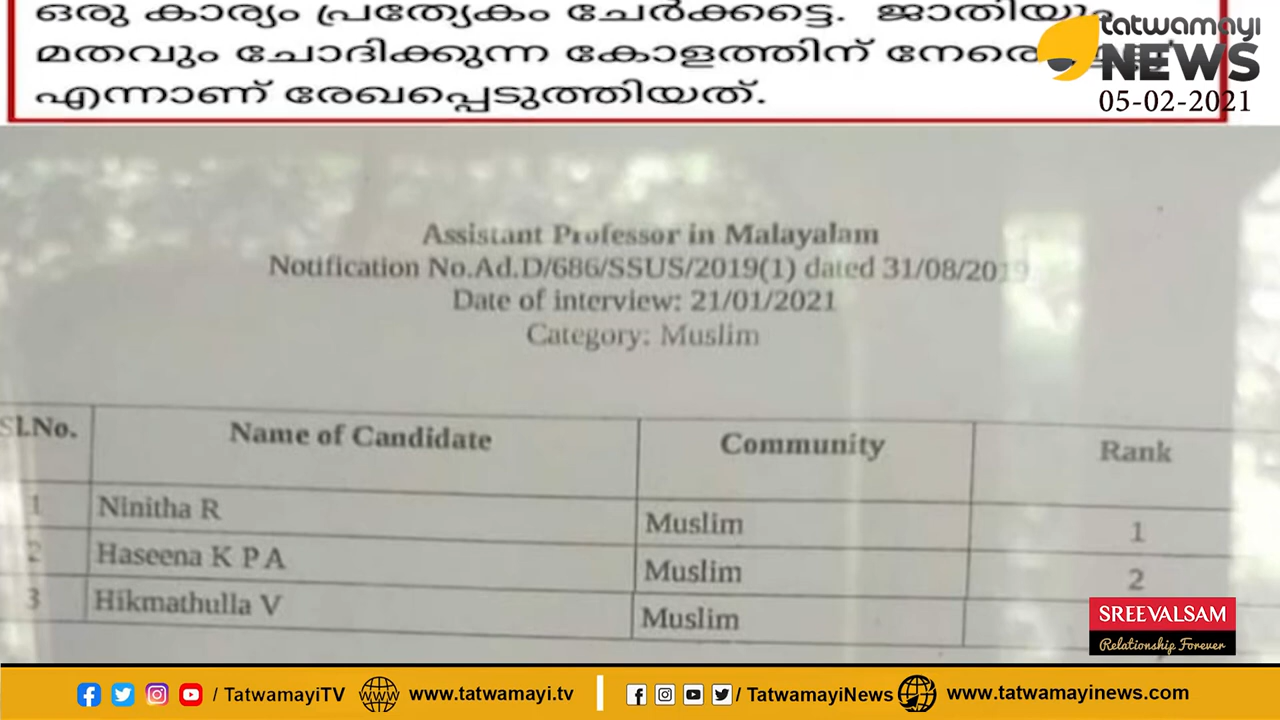 ഒരു കാര്യം പ്രത്യേകം ചേർക്കട്ടെ. ജാതിയും
മതവും ചോദിക്കുന്ന കോളത്തിന് നേരെ
എന്നാണ് രേഖപ്പെടുത്തിയത്.
tatwamayi
NEWS
05-02-2021
Assistant Professor in Malayalam
Notification No.Ad.D/686/SSUS/2019(1) dated 31/08/2019
Date of interview: 21/01/2021
Category: Muslim
Sl.No. Name of Candidate Community Rank
1 Ninitha R Muslim 1
2 Haseena K P A Muslim 2
3 Hikmathulla V Muslim
SREEVALSAM
Relationship Forever
/ TatwamayiTV www.tatwamayi.tv / TatwamayiNews www.tatwamayinews.com